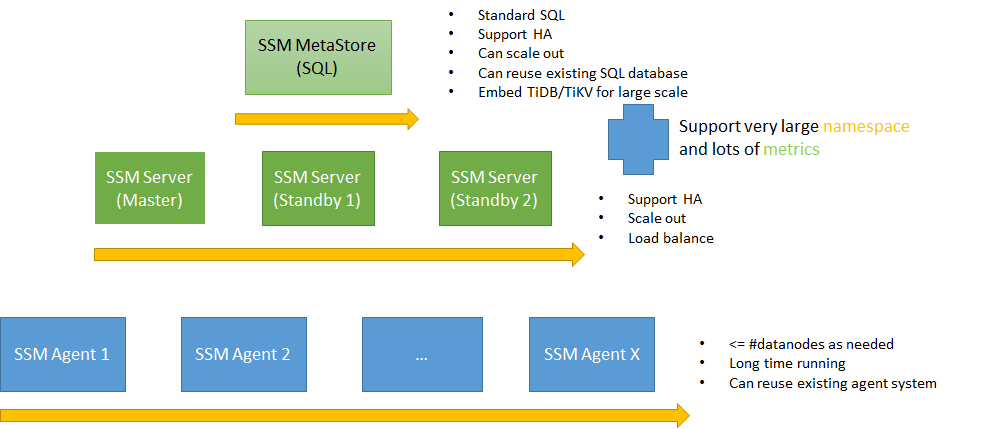 SSM MetaStore
(SQL)
• Standard SQL
• Support HA
• Can scale out
• Can reuse existing SQL database
• Embed TiDB/TiKV for large scale
Support very large namespace
and lots of metrics
SSM Server
(Master)
SSM Server
(Standby 1)
SSM Server
(Standby 2)
• Support HA
• Scale out
• Load balance
SSM Agent 1
SSM Agent 2
...
SSM Agent X
• <= #datanodes as needed
• Long time running
• Can reuse existing agent system